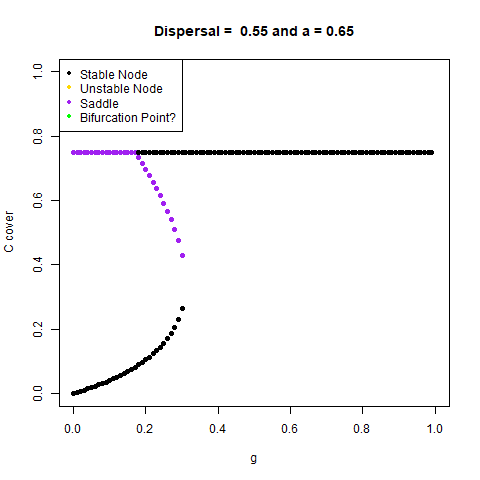 Dispersal =  0.55 and a = 0.65
Stable Node
Unstable Node
Saddle
Bifurcation Point?
C cover
1.0
0.8
0.6
0.4
0.2
0.0
0.0 0.2 0.4 0.6 0.8 1.0
g